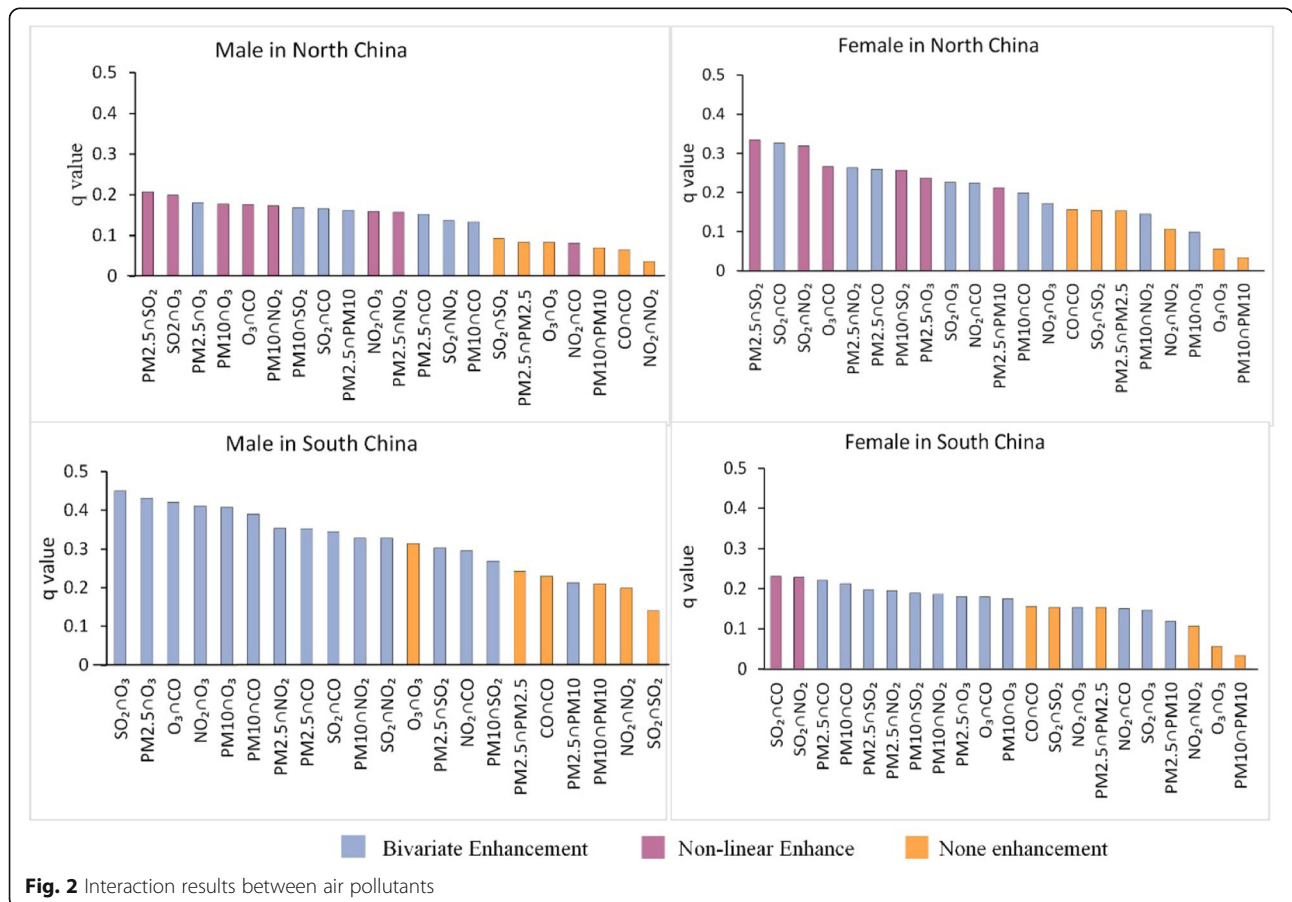 Male in North China
q value
0.5
0.4
0.3
0.2
0.1
0
PM2.5∩SO₂
SO2∩O₃
PM2.5∩O₃
PM10∩O₃
O₃∩CO
PM10∩NO₂
PM10∩SO₂
SO₂∩CO
PM2.5∩PM10
NO₂∩O₃
PM2.5∩NO₂
PM2.5∩CO
SO₂∩NO₂
PM10∩CO
SO₂∩SO₂
PM2.5∩PM2.5
O₃∩O₃
NO₂∩CO
PM10∩PM10
CO∩CO
NO₂∩NO₂
Female in North China
q value
0.5
0.4
0.3
0.2
0.1
0
PM2.5∩SO₂
SO₂∩CO
SO₂∩NO₂
O₃∩CO
PM2.5∩NO₂
PM2.5∩CO
PM10∩SO₂
PM2.5∩O₃
SO₂∩O₃
NO₂∩CO
PM2.5∩PM10
PM10∩CO
NO₂∩O₃
CO∩CO
SO₂∩SO₂
PM2.5∩PM2.5
PM10∩NO₂
NO₂∩NO₂
PM10∩O₃
O₃∩O₃
PM10∩PM10
Male in South China
q value
0.5
0.4
0.3
0.2
0.1
0
SO₂∩O₃
PM2.5∩O₃
O₃∩CO
NO₂∩O₃
PM10∩O₃
PM10∩CO
PM2.5∩NO₂
PM2.5∩CO
SO₂∩CO
PM10∩NO₂
SO₂∩NO₂
O₃∩O₃
PM2.5∩SO₂
NO₂∩CO
PM10∩SO₂
PM2.5∩PM2.5
CO∩CO
PM2.5∩PM10
PM10∩PM10
NO₂∩NO₂
SO₂∩SO₂
Female in South China
q value
0.5
0.4
0.3
0.2
0.1
0
SO₂∩CO
SO₂∩NO₂
PM2.5∩CO
PM10∩CO
PM2.5∩SO₂
PM2.5∩NO₂
PM10∩SO₂
PM10∩NO₂
PM2.5∩O₃
O₃∩CO
PM10∩O₃
CO∩CO
SO₂∩SO₂
NO₂∩O₃
PM2.5∩PM2.5
NO₂∩CO
SO₂∩O₃
PM2.5∩PM10
NO₂∩NO₂
O₃∩O₃
PM10∩PM10
Bivariate Enhancement Non-linear Enhance None enhancement
Fig. 2 Interaction results between air pollutants